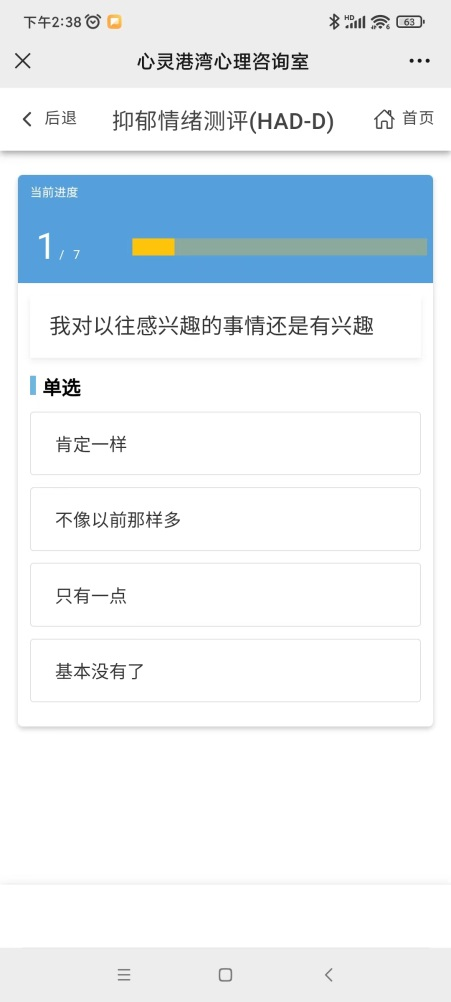 下午2:38
HD
63
心灵港湾心理咨询室
后退
抑郁情绪测评(HAD-D)
首页
当前进度
1 / 7
我对以往感兴趣的事情还是有兴趣
单选
肯定一样
不像以前那样多
只有一点
基本没有了